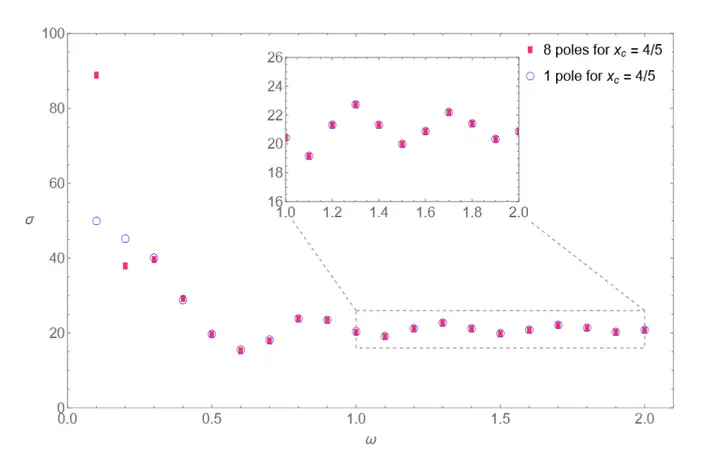 100
80
60
σ
40
20
0
0.0 0.5 1.0 1.5 2.0
ω
26
24
22
20
18
16
1.0 1.2 1.4 1.6 1.8 2.0
8 poles for x_c = 4/5
1 pole for x_c = 4/5